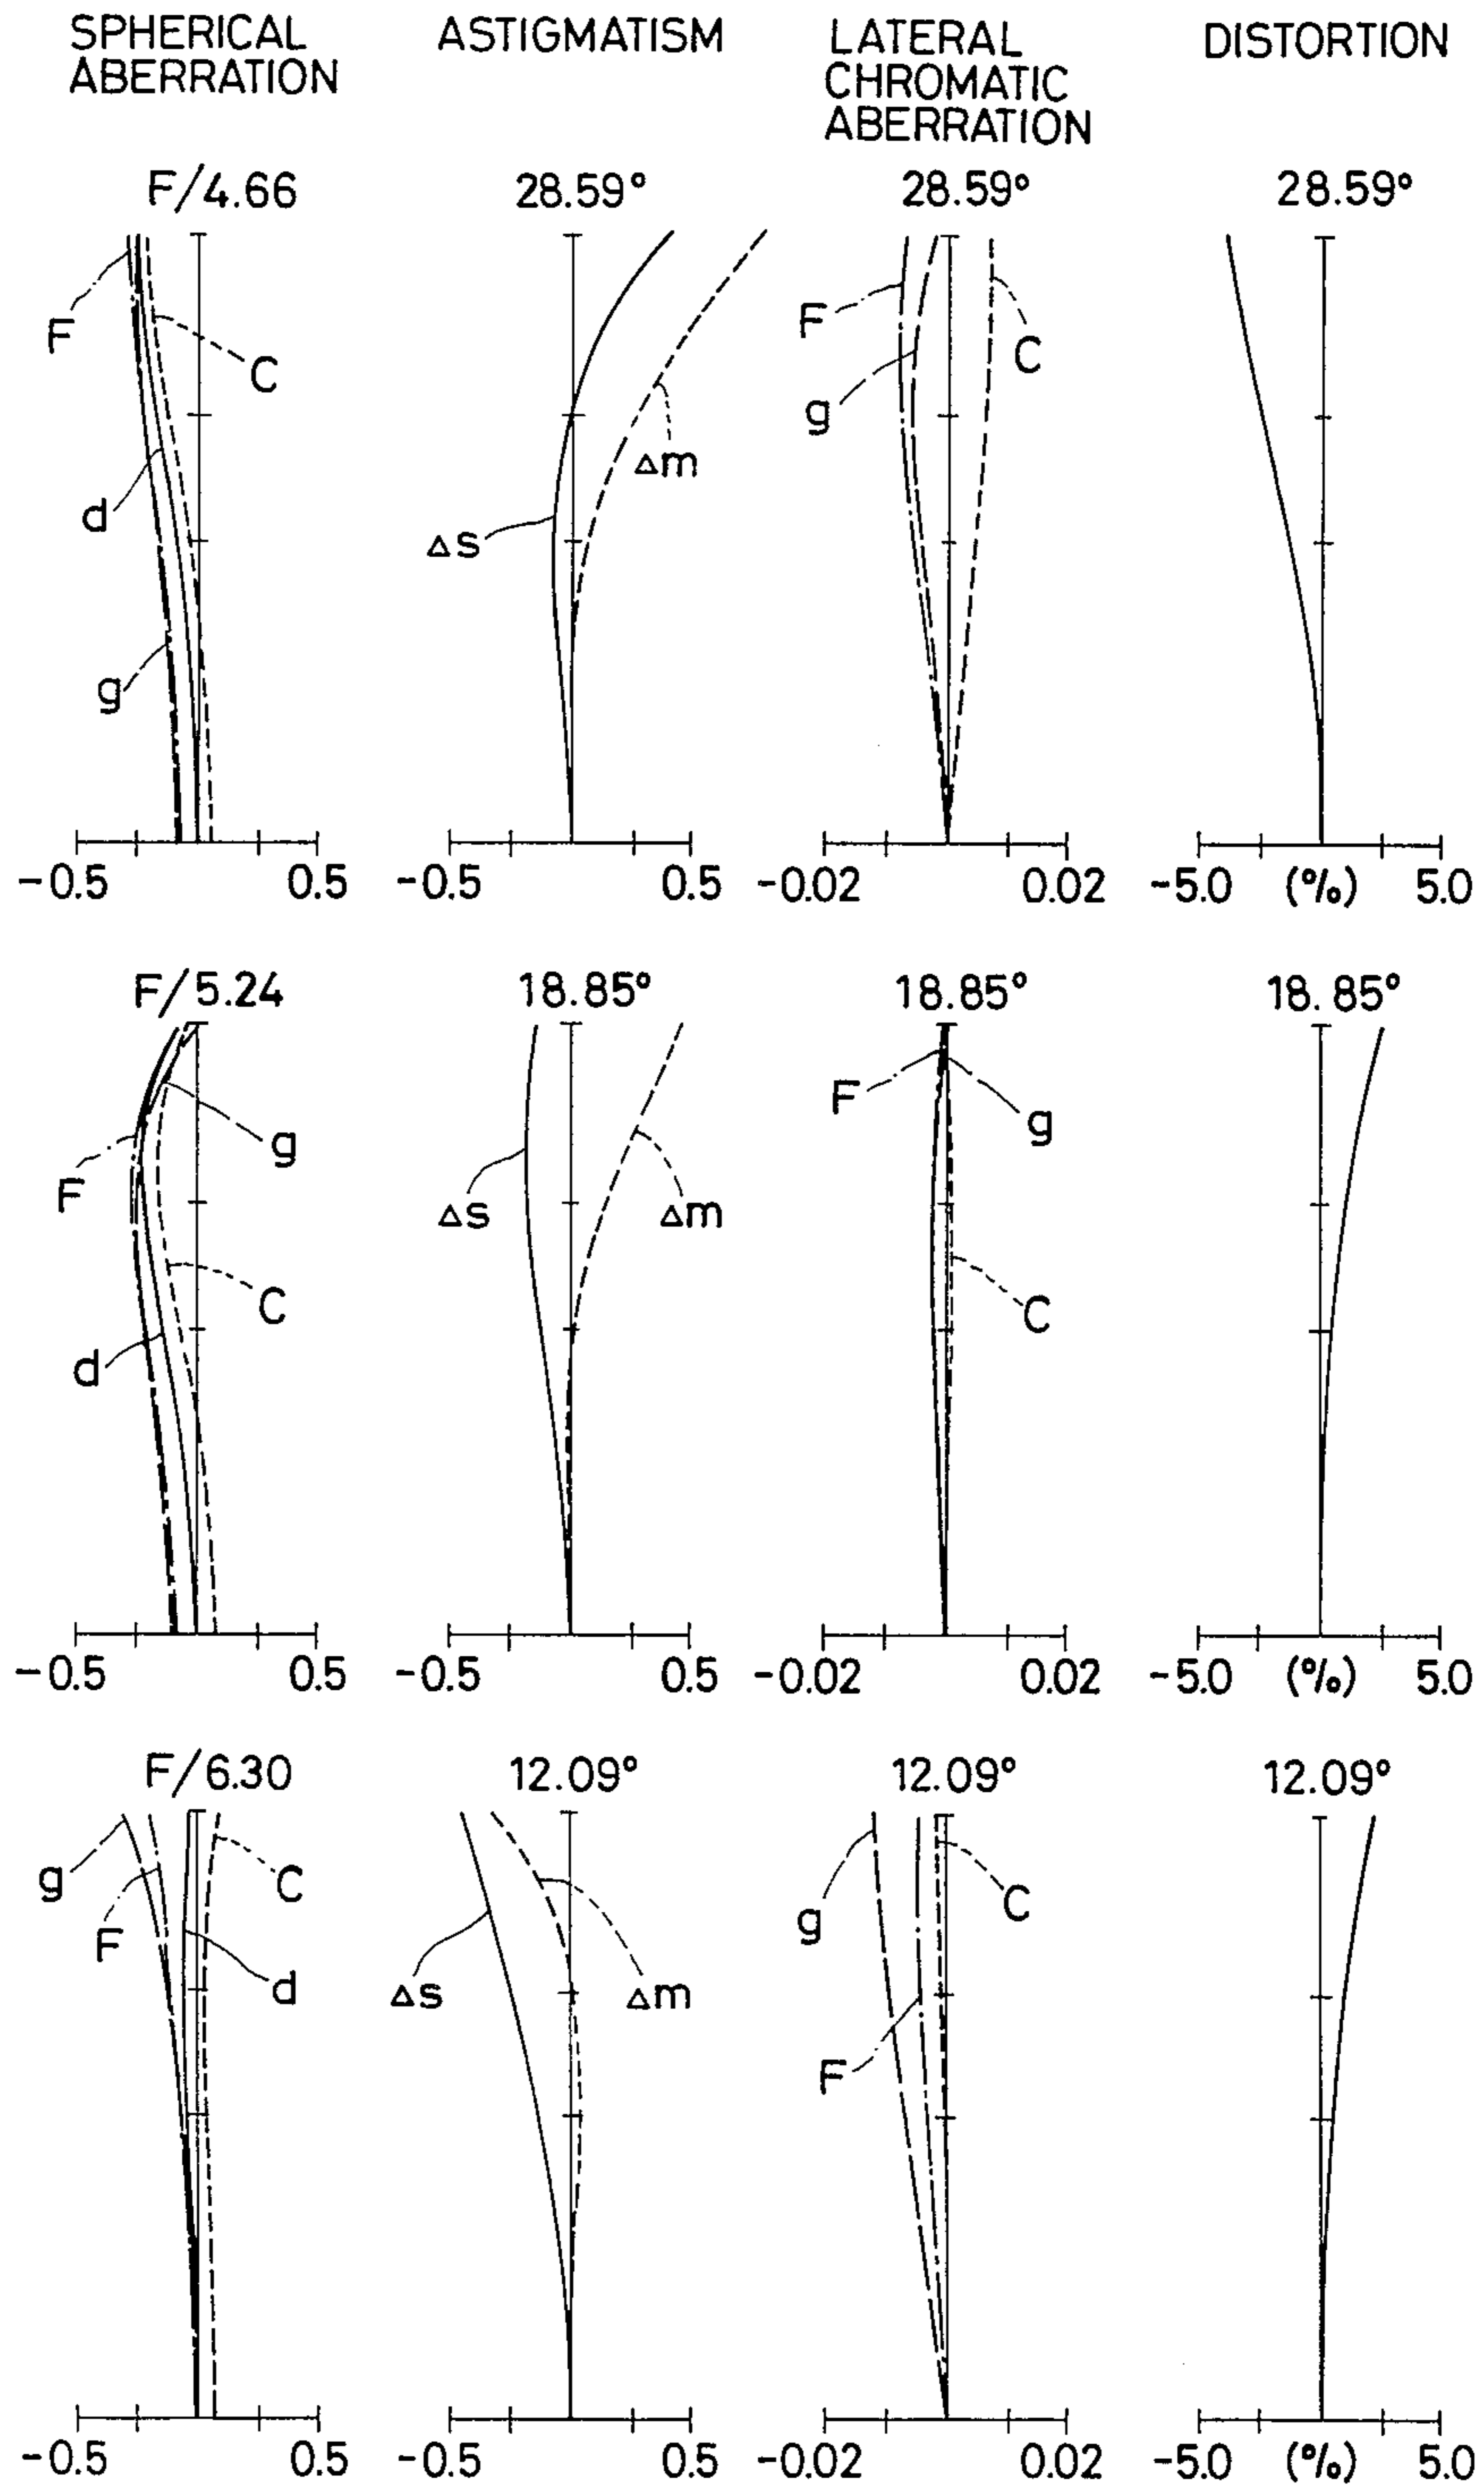 SPHERICAL
ABERRATION
ASTIGMATISM
LATERAL
CHROMATIC
ABERRATION
DISTORTION
F/4.66
28.59°
28.59°
28.59°
F
C
d
g
Δs
Δm
F
g
C
-0.5 0.5
-0.5 0.5
-0.02 0.02
-5.0 (%) 5.0
F/5.24
18.85°
18.85°
18.85°
g
F
C
d
Δs
Δm
F
g
C
-0.5 0.5
-0.5 0.5
-0.02 0.02
-5.0 (%) 5.0
F/6.30
12.09°
12.09°
12.09°
g
F
C
d
Δs
Δm
g
C
F
-0.5 0.5
-0.5 0.5
-0.02 0.02
-5.0 (%) 5.0